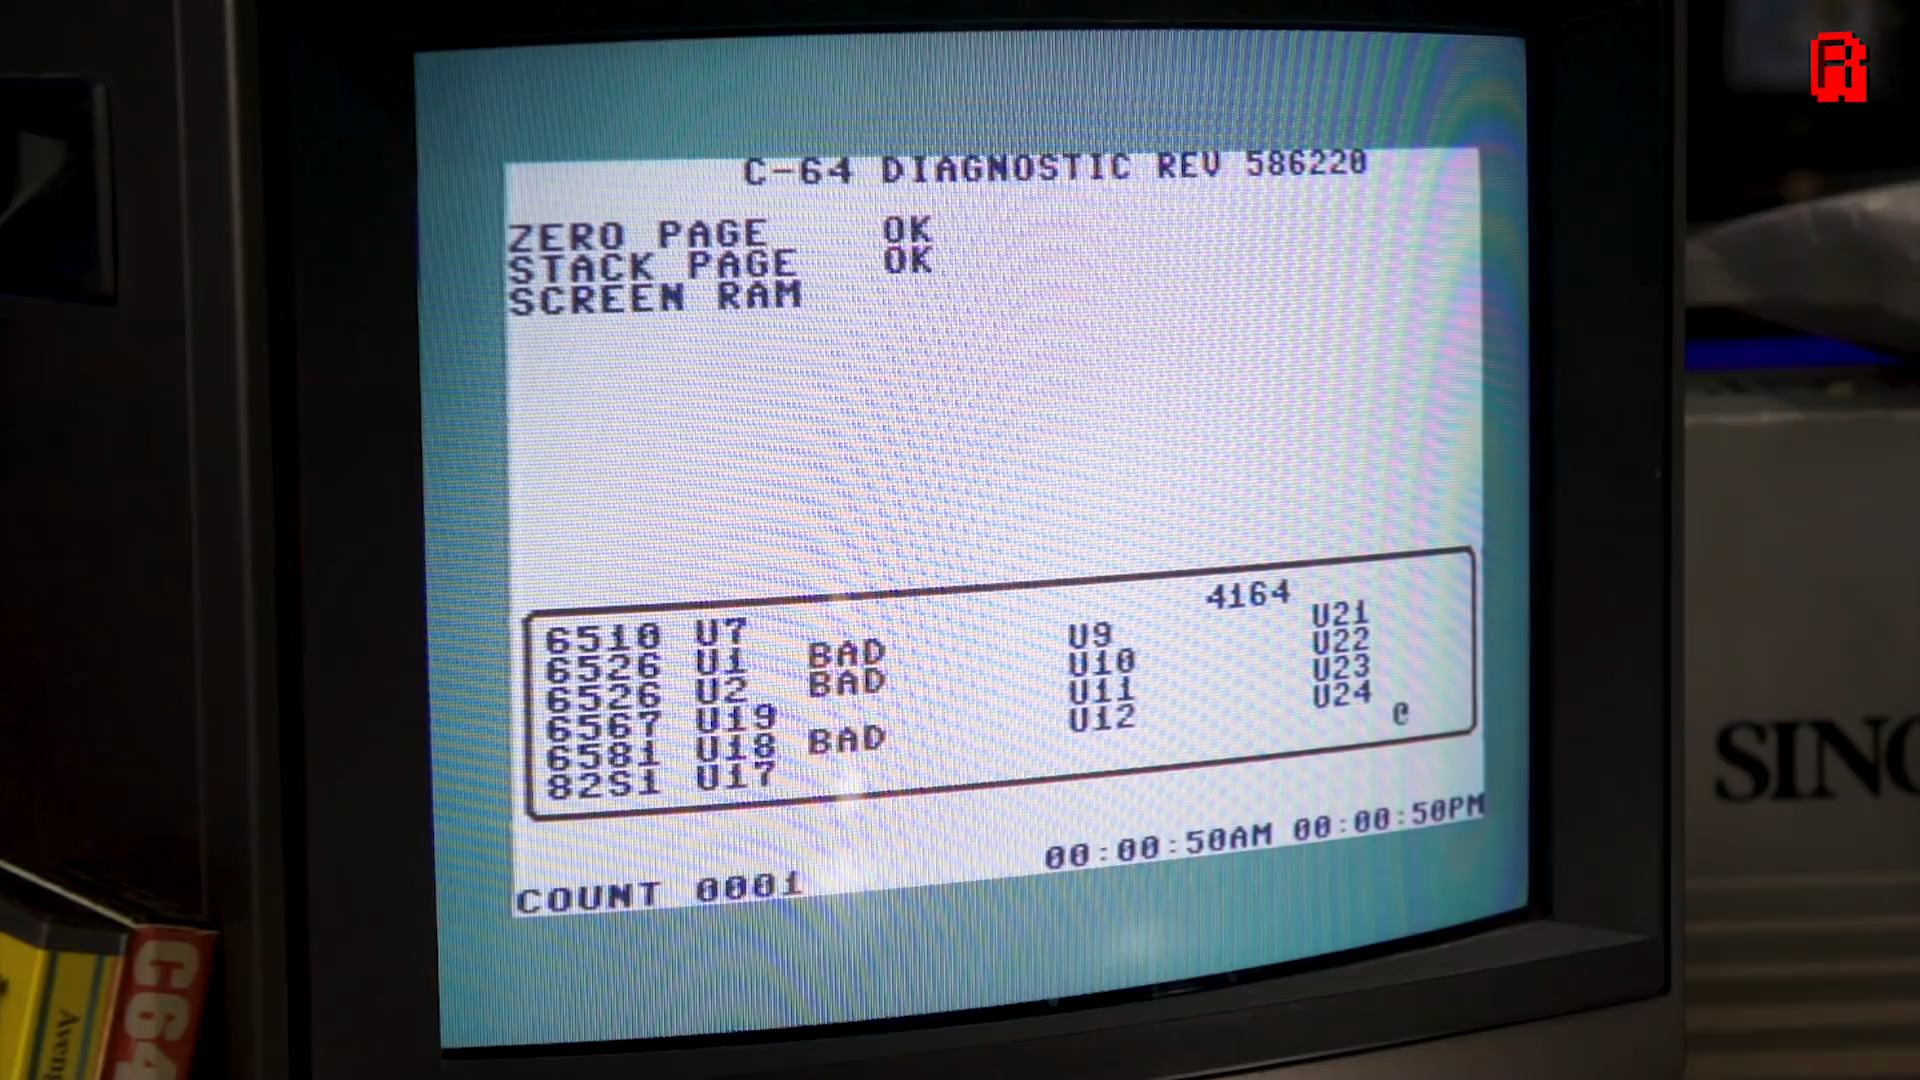 C-64 DIAGNOSTIC REV 586220
ZERO PAGE OK
STACK PAGE OK
SCREEN RAM
4164
6510 U7 U9 U21
6526 U1 BAD U10 U22
6526 U2 BAD U11 U23
6567 U19 U12 U24
6581 U18 BAD @
82S1 U17
COUNT 0001 00:00:50AM 00:00:50PM
C64
SINC
R